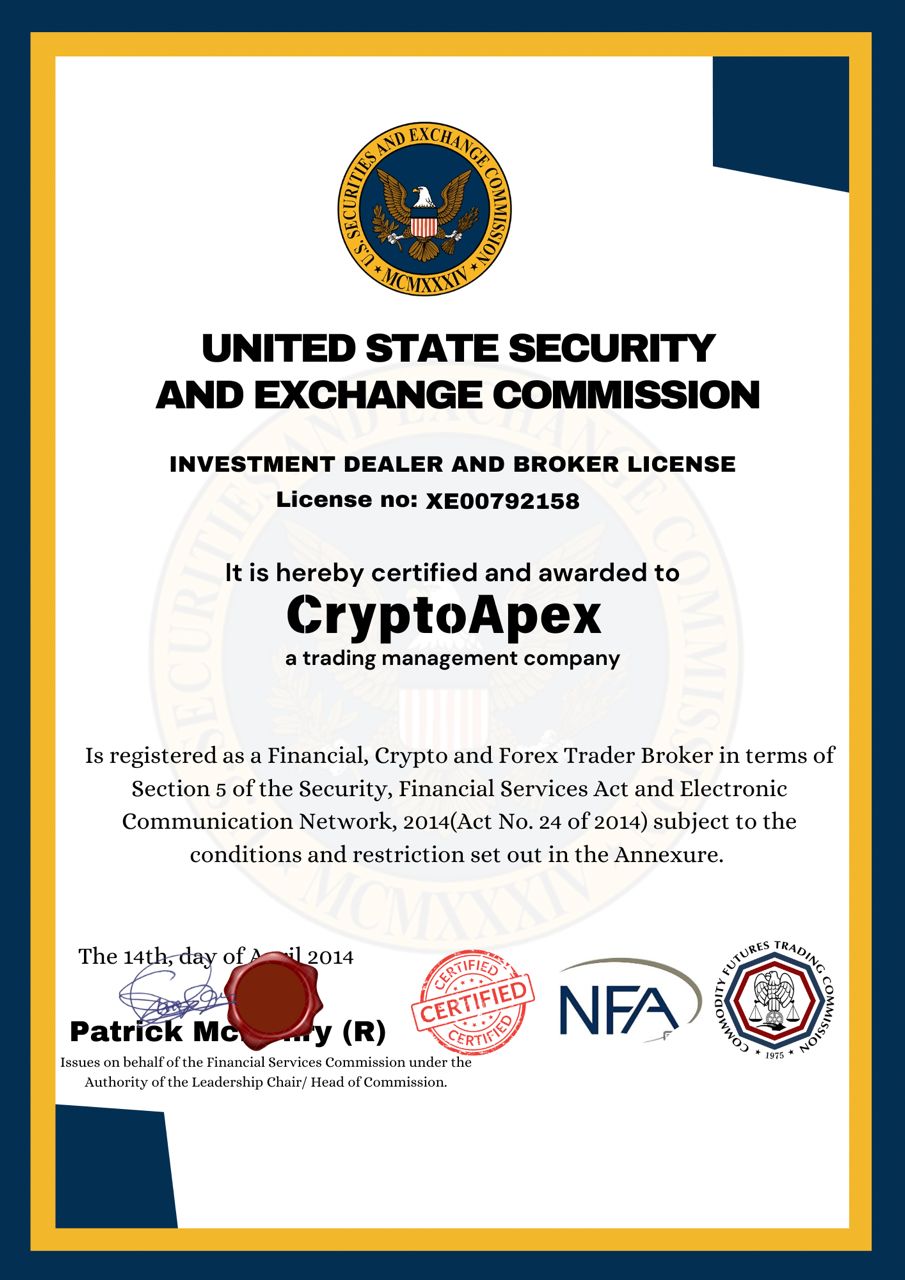 U.S. SECURITIES AND EXCHANGE COMMISSION
MCMXXXIV
UNITED STATE SECURITY
AND EXCHANGE COMMISSION
INVESTMENT DEALER AND BROKER LICENSE
License no: XE00792158
It is hereby certified and awarded to
CryptoApex
a trading management company
Is registered as a Financial, Crypto and Forex Trader Broker in terms of
Section 5 of the Security, Financial Services Act and Electronic
Communication Network, 2014(Act No. 24 of 2014) subject to the
conditions and restriction set out in the Annexure.
The 14th, day of 2014
Patrick (R)
Issues on behalf of the Financial Services Commission under the
Authority of the Leadership Chair/ Head of Commission.
CERTIFIED
CERTIFIED
CERTIFIED
NFA
COMMODITY FUTURES TRADING COMMISSION
1975